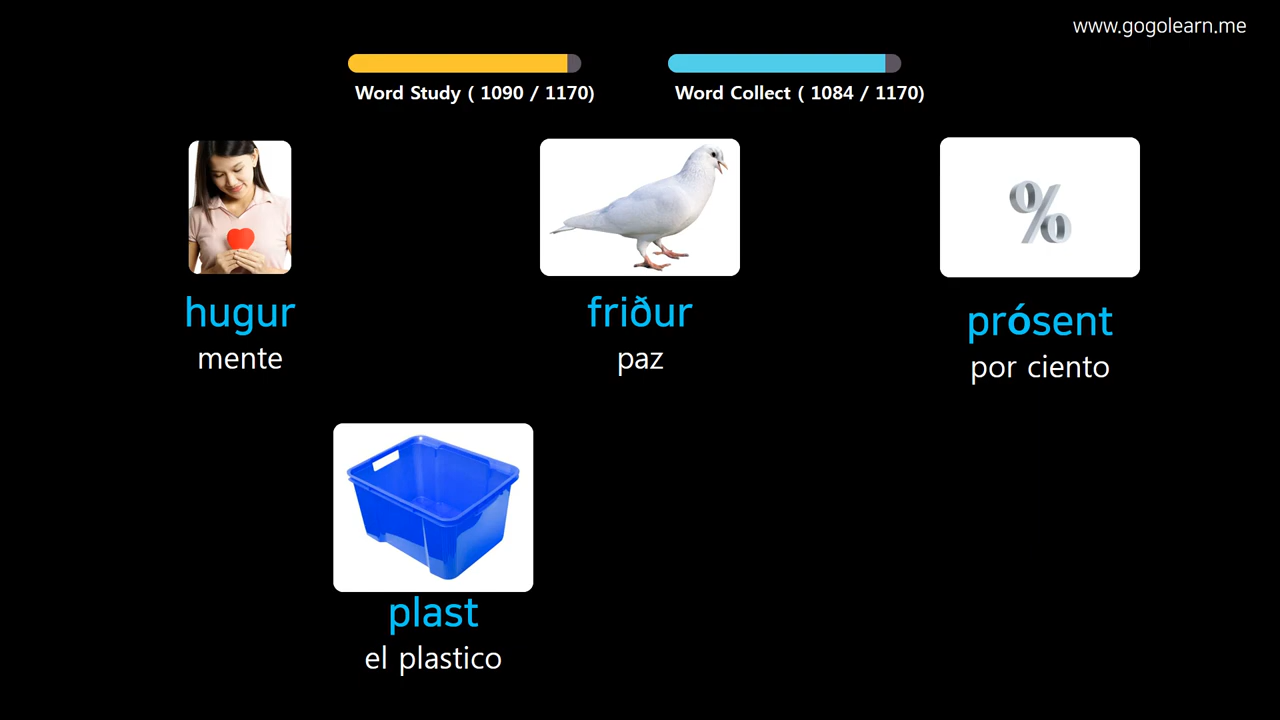 www.gogolearn.me
Word Study ( 1090 / 1170)
Word Collect ( 1084 / 1170)
hugur
mente
friður
paz
%
prósent
por ciento
plast
el plastico